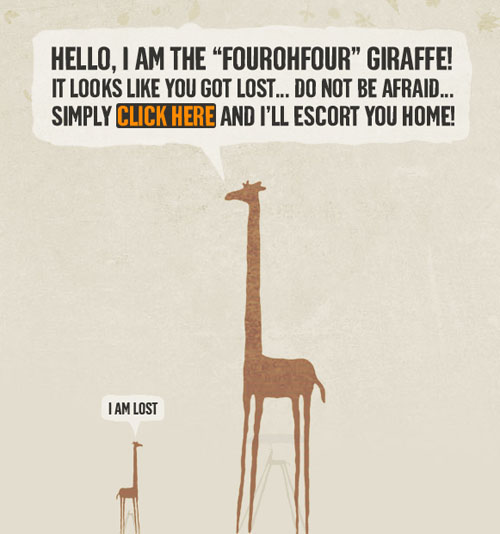 HELLO, I AM THE “FOUROHFOUR” GIRAFFE!
IT LOOKS LIKE YOU GOT LOST... DO NOT BE AFRAID...
SIMPLY CLICK HERE AND I’LL ESCORT YOU HOME!
I AM LOST